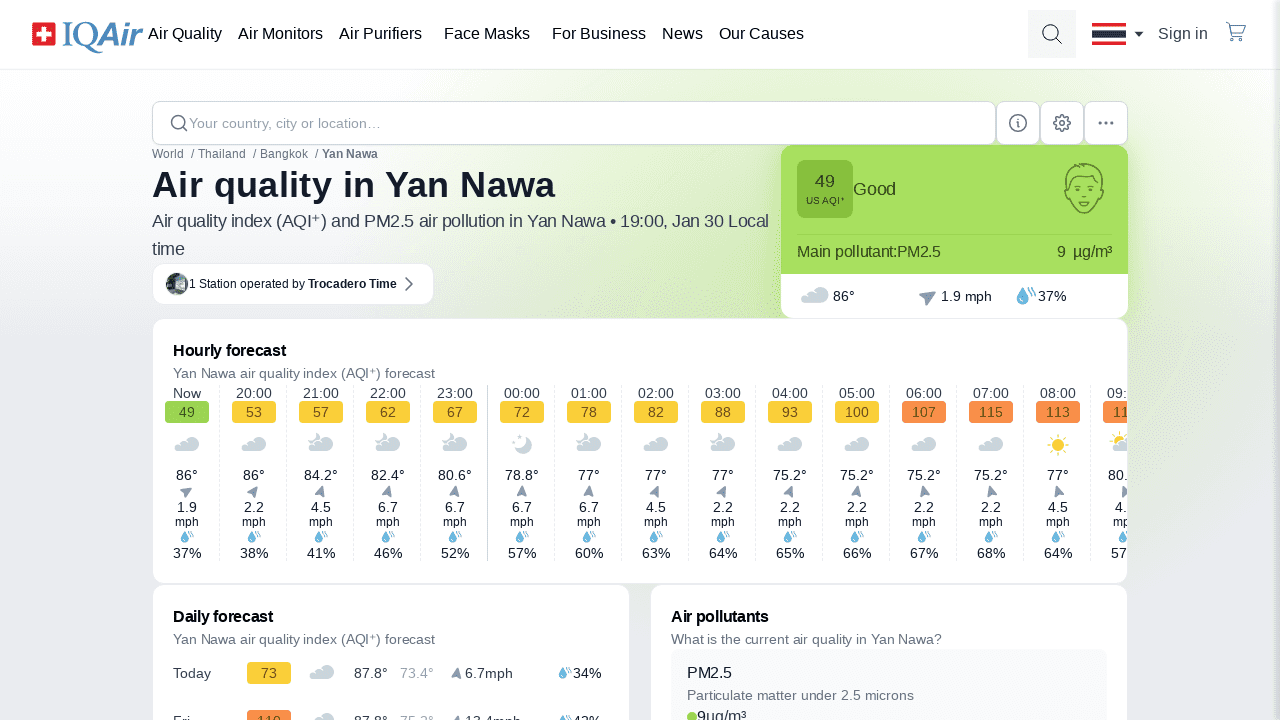 IQAir Air Quality Air Monitors Air Purifiers Face Masks For Business News Our Cases Sign in
Your country, city or location...
World / Thailand / Bangkok / Yan Nawa
Air quality in Yan Nawa
Air quality index (AQI⁺) and PM2.5 air pollution in Yan Nawa • 19:00, Jan 30 Local
time
1 Station operated by Trocadero Time
49
US AQI⁺
Good
Main pollutant:PM2.5 9 µg/m³
86° 1.9 mph 37%
Hourly forecast
Yan Nawa air quality index (AQI⁺) forecast
Now 20:00 21:00 22:00 23:00 00:00 01:00 02:00 03:00 04:00 05:00 06:00 07:00 08:00 09:
49 53 57 62 67 72 78 82 88 93 100 107 115 113 11
86° 86° 84.2° 82.4° 80.6° 78.8° 77° 77° 77° 75.2° 75.2° 75.2° 75.2° 77° 80.
1.9 2.2 4.5 6.7 6.7 6.7 6.7 4.5 2.2 2.2 2.2 2.2 2.2 4.5 4.
mph mph mph mph mph mph mph mph mph mph mph mph mph mph mp
37% 38% 41% 46% 52% 57% 60% 63% 64% 65% 66% 67% 68% 64% 57
Daily forecast
Yan Nawa air quality index (AQI⁺) forecast
Today 73 87.8° 73.4° 6.7mph 34%
Air pollutants
What is the current air quality in Yan Nawa?
PM2.5
Particulate matter under 2.5 microns
9µg/m³